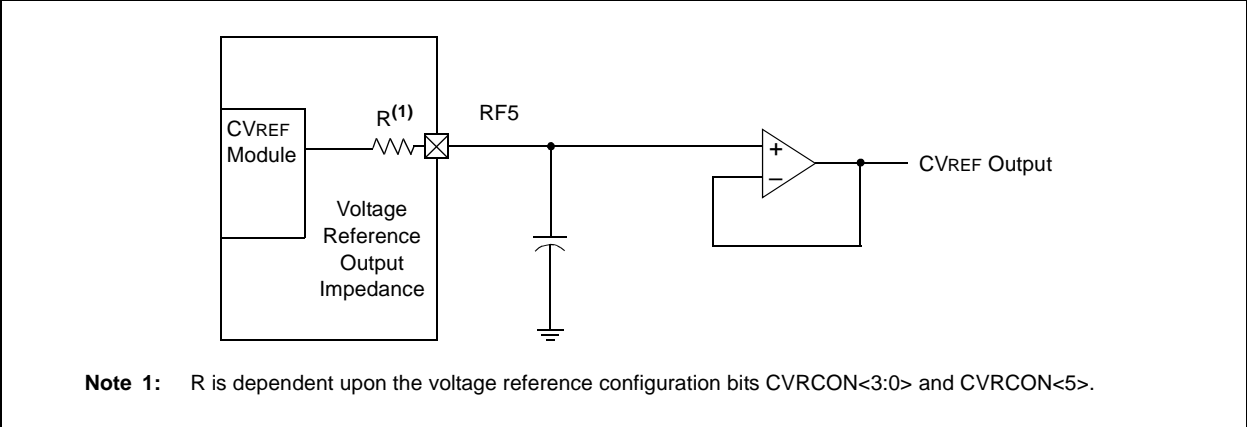 R(1)
RF5
CVREF
Module
+
−
CVREF Output
Voltage
Reference
Output
Impedance
Note 1: R is dependent upon the voltage reference configuration bits CVRCON<3:0> and CVRCON<5>.